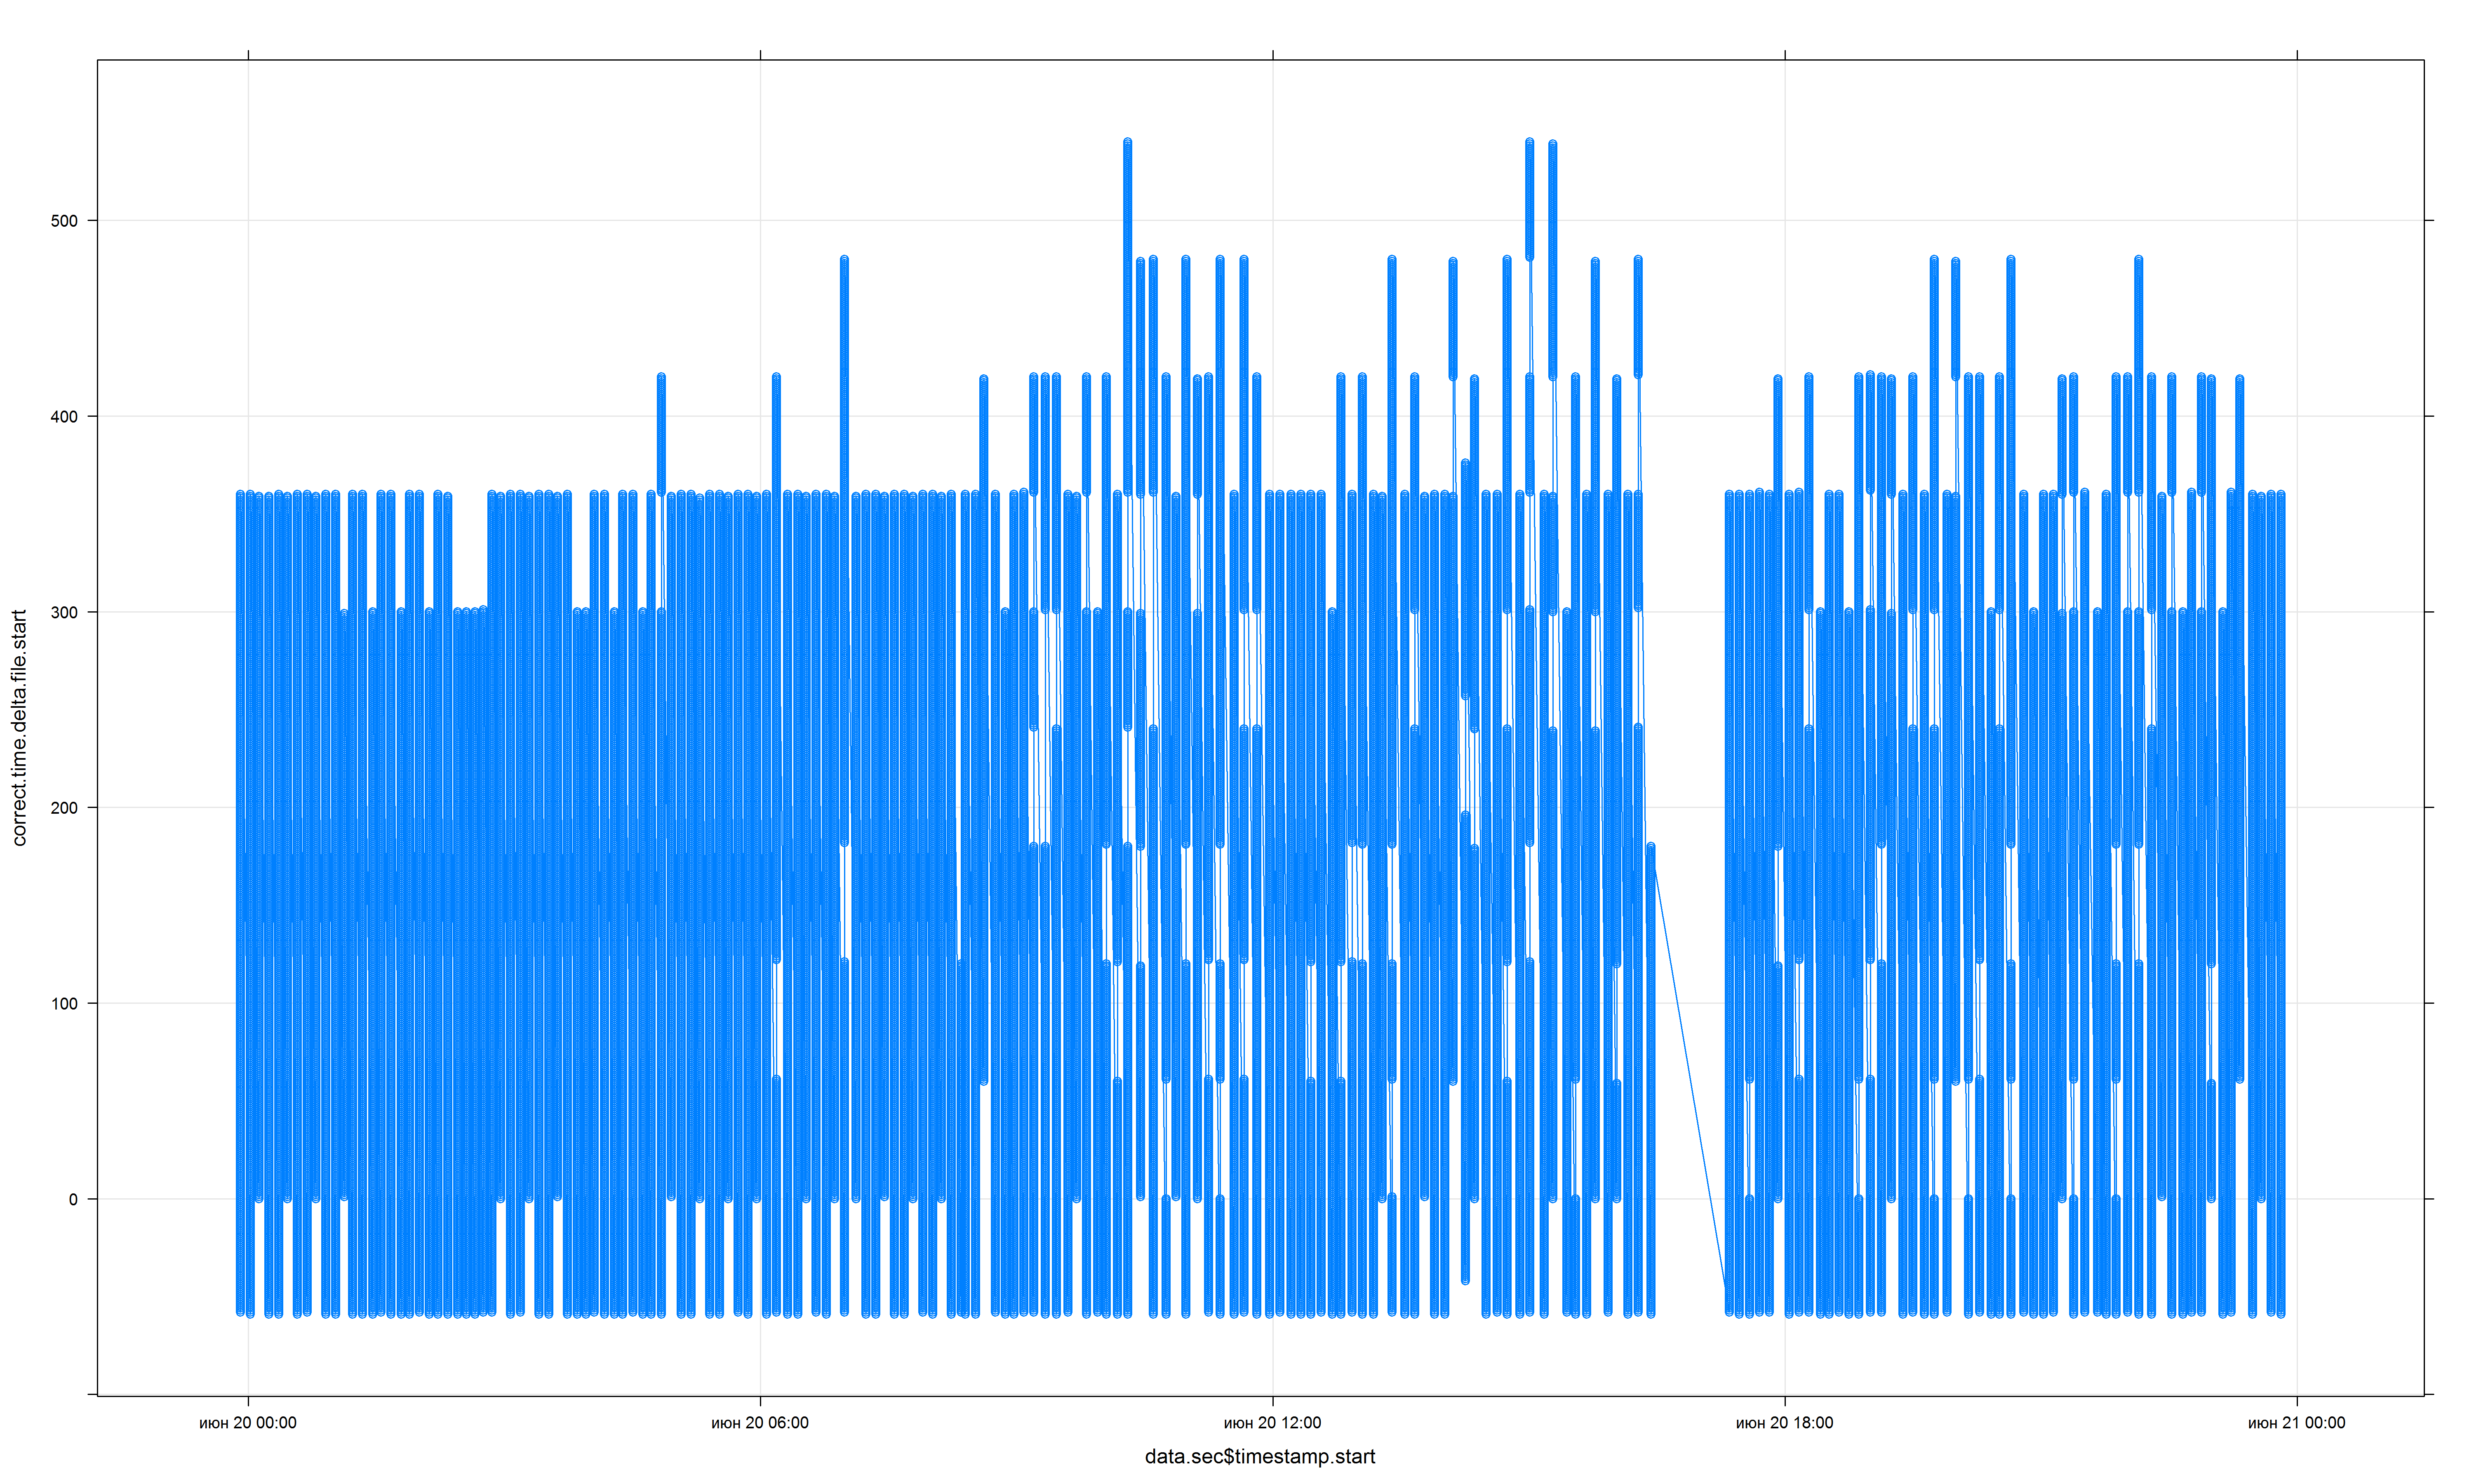 500
400
300
200
100
0
correct.time.delta.file.start
июн 20 00:00
июн 20 06:00
июн 20 12:00
июн 20 18:00
июн 21 00:00
data.sec$timestamp.start